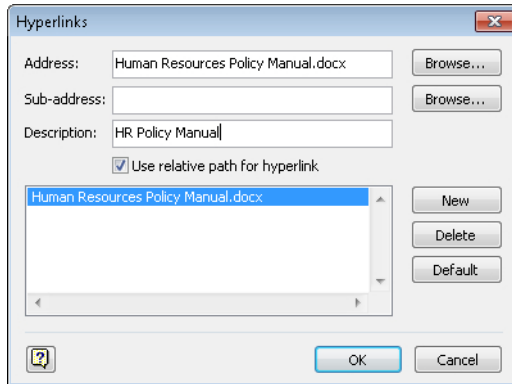 Hyperlinks
Address: Human Resources Policy Manual.docx Browse...
Sub-address: Browse...
Description: HR Policy Manual
Use relative path for hyperlink
Human Resources Policy Manual.docx
New
Delete
Default
OK Cancel